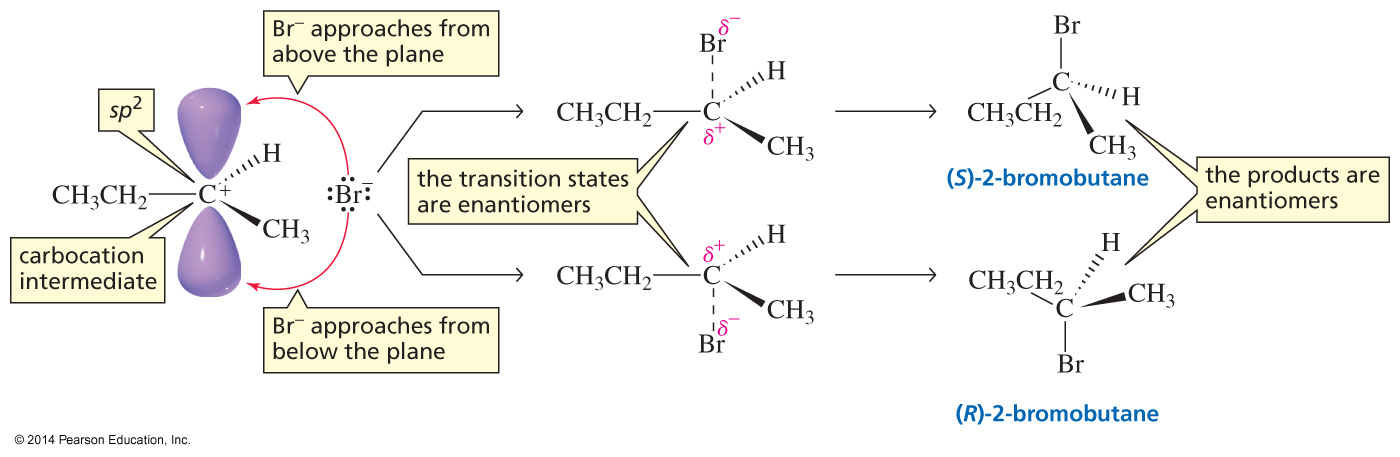 Br⁻ approaches from
above the plane
sp²
H
CH₃CH₂
C⁺
CH₃
carbocation
intermediate
:Br:⁻
Br⁻ approaches from
below the plane
δ⁻
Br
H
CH₃CH₂
C
δ⁺
CH₃
the transition states
are enantiomers
δ⁺
H
CH₃CH₂
C
CH₃
δ⁻
Br
Br
C
H
CH₃CH₂
CH₃
(S)-2-bromobutane
the products are
enantiomers
H
CH₃CH₂
C
CH₃
Br
(R)-2-bromobutane
© 2014 Pearson Education, Inc.